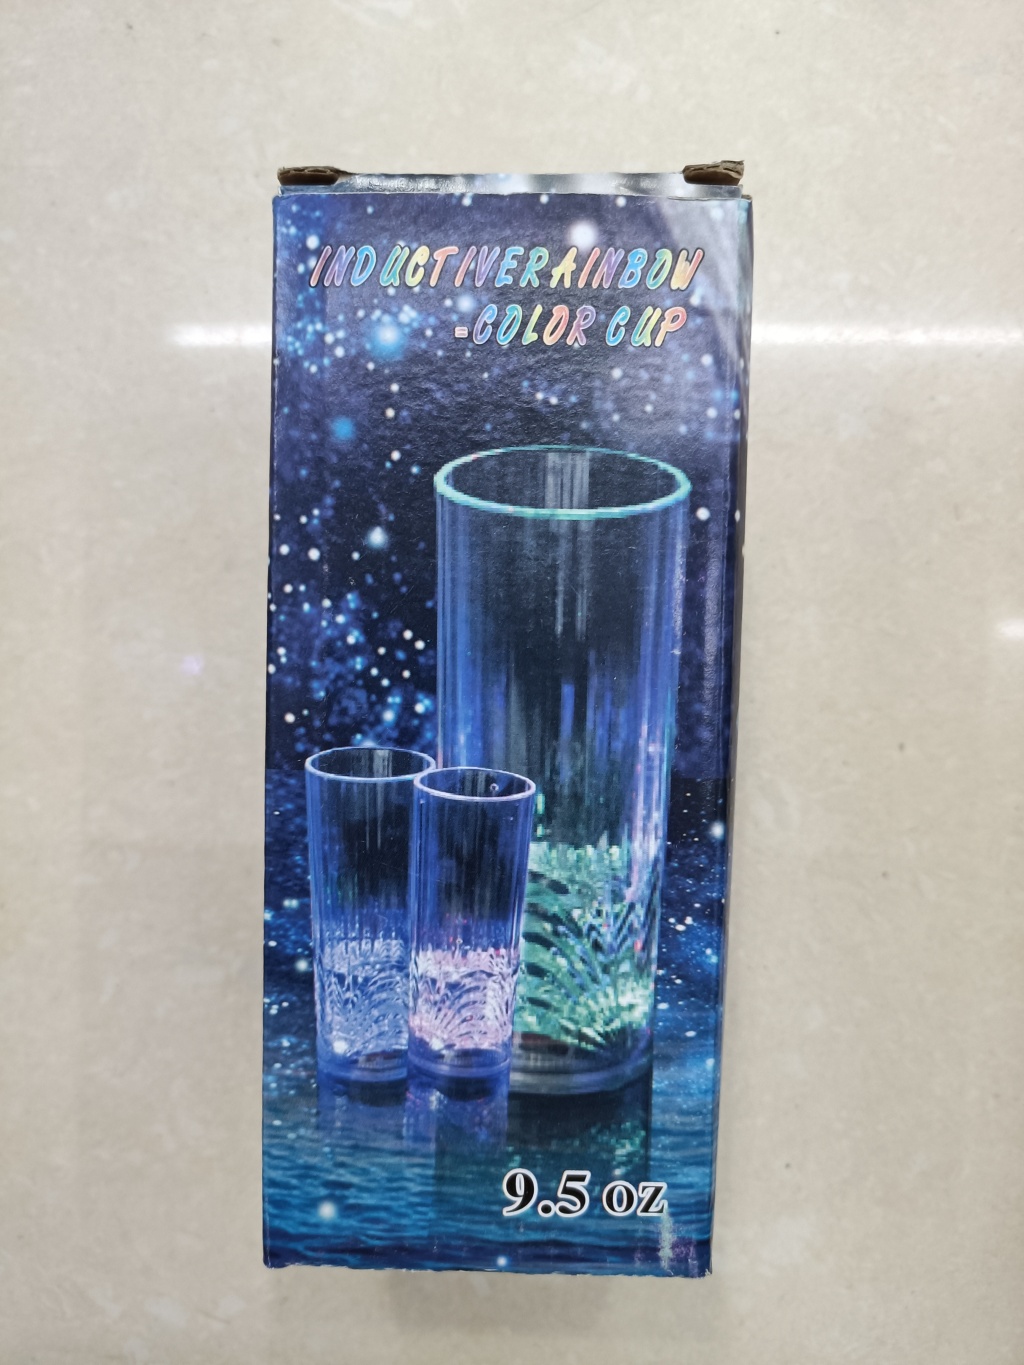 INDUCTIVERAINBOW
=COLOR CUP
9.5 oz